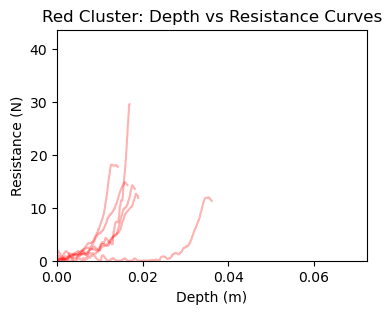 Red Cluster: Depth vs Resistance Curves
Resistance (N)
40
30
20
10
0
0.00 0.02 0.04 0.06
Depth (m)